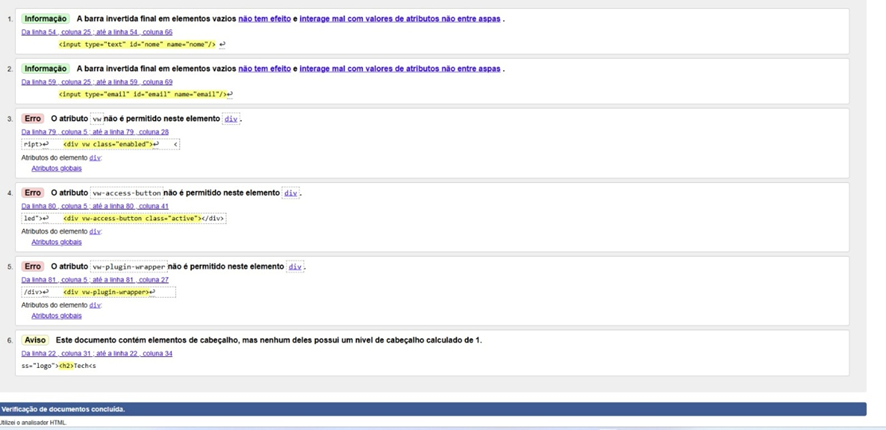 1. Informação A barra invertida final em elementos vazios não tem efeito e interage mal com valores de atributos não entre aspas .
Da linha 54 , coluna 25 ; até a linha 54 , coluna 66
<input type="text" id="nome" name="nome"/> ↩
2. Informação A barra invertida final em elementos vazios não tem efeito e interage mal com valores de atributos não entre aspas .
Da linha 59 , coluna 25 ; até a linha 59 , coluna 69
<input type="email" id="email" name="email"/>↩
3. Erro O atributo vw não é permitido neste elemento div .
Da linha 79 , coluna 5 ; até a linha 79 , coluna 28
ript>↩ <div vw class="enabled">↩ <
Atributos do elemento div:
Atributos globais
4. Erro O atributo vw-access-button não é permitido neste elemento div .
Da linha 80 , coluna 5 ; até a linha 80 , coluna 41
led">↩ <div vw-access-button class="active"></div>
Atributos do elemento div:
Atributos globais
5. Erro O atributo vw-plugin-wrapper não é permitido neste elemento div .
Da linha 81 , coluna 5 ; até a linha 81 , coluna 27
/div>↩ <div vw-plugin-wrapper>↩
Atributos do elemento div:
Atributos globais
6. Aviso Este documento contém elementos de cabeçalho, mas nenhum deles possui um nível de cabeçalho calculado de 1.
Da linha 22 , coluna 31 ; até a linha 22 , coluna 34
ss="logo"><h2>Tech<s
Verificação de documentos concluída.
Utilizei o analisador HTML.